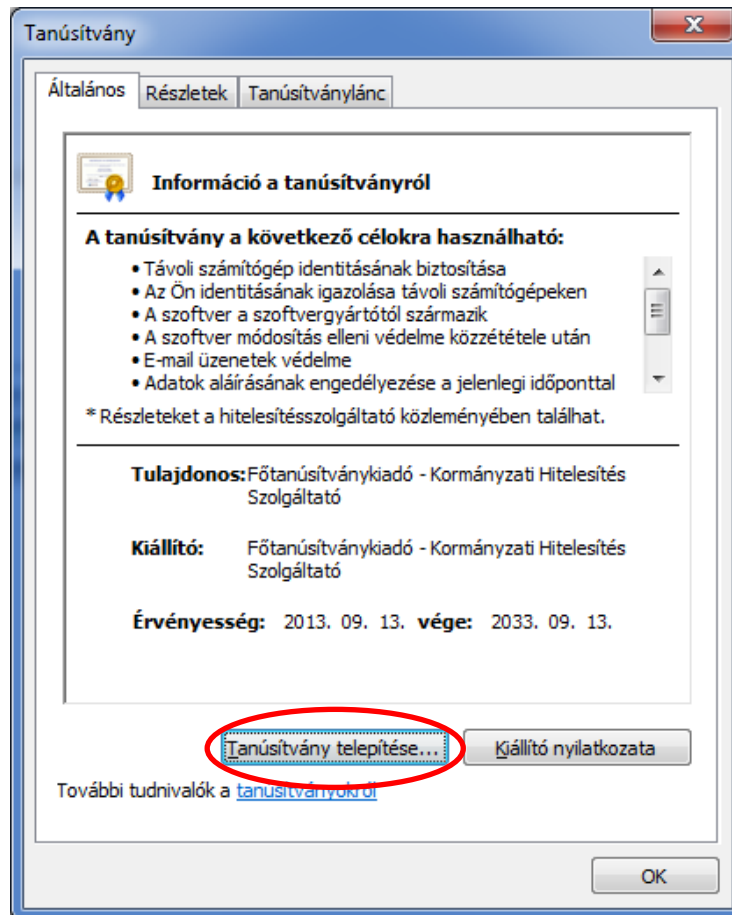 Tanúsítvány
Általános Részletek Tanúsítványlánc
Információ a tanúsítványról
A tanúsítvány a következő célokra használható:
• Távoli számítógép identitásának biztosítása
• Az Ön identitásának igazolása távoli számítógépeken
• A szoftver a szoftvergyártótól származik
• A szoftver módosítás elleni védelme közzététele után
• E-mail üzenetek védelme
• Adatok aláírásának engedélyezése a jelenlegi időponttal
* Részleteket a hitelesítésszolgáltató közleményében találhat.
Tulajdonos: Főtanúsítványkiadó - Kormányzati Hitelesítés
Szolgáltató
Kiállító: Főtanúsítványkiadó - Kormányzati Hitelesítés
Szolgáltató
Érvényesség: 2013. 09. 13. vége: 2033. 09. 13.
Tanúsítvány telepítése... Kiállító nyilatkozata
További tudnivalók a tanúsítványokról
OK